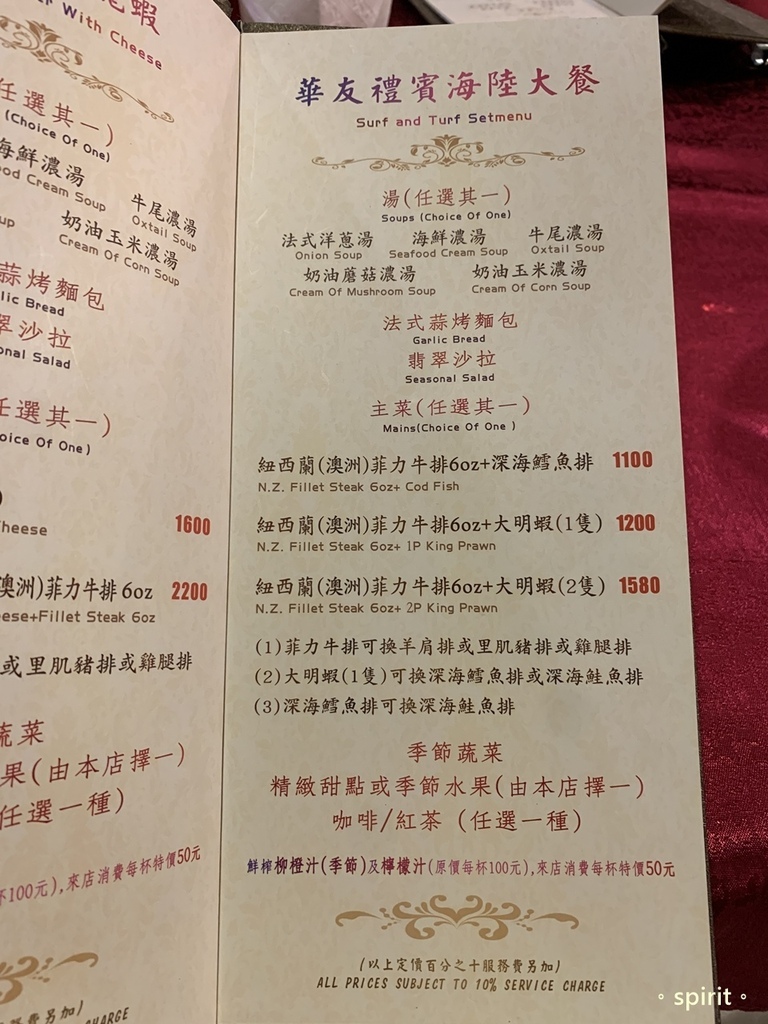 尾蝦
With Cheese
任選其一)
(Choice Of One)
海鮮濃湯
Cream Soup
牛尾濃湯
Oxtail Soup
奶油玉米濃湯
Cream Of Corn Soup
蒜烤麵包
Bread
翠沙拉
Salad
任選其一)
Of One)
Cheese
1600
澳洲)菲力牛排6oz 2200
+Fillet Steak 6oz
或里肌豬排或雞腿排
蔬菜
果(由本店擇一)
任選一種)
100元),來店消費每杯特價50元
另加)
CHARGE
華友禮賓海陸大餐
Surf and Turf Setmenu
湯(任選其一)
Soups (Choice Of One)
法式洋蔥湯 海鮮濃湯 牛尾濃湯
Onion Soup Seafood Cream Soup Oxtail Soup
奶油蘑菇濃湯 奶油玉米濃湯
Cream Of Mushroom Soup Cream Of Corn Soup
法式蒜烤麵包
Garlic Bread
翡翠沙拉
Seasonal Salad
主菜(任選其一)
Mains(Choice Of One )
紐西蘭(澳洲)菲力牛排6oz+深海鱈魚排 1100
N.Z. Fillet Steak 6oz+ Cod Fish
紐西蘭(澳洲)菲力牛排6oz+大明蝦(1隻) 1200
N.Z. Fillet Steak 6oz+ 1P King Prawn
紐西蘭(澳洲)菲力牛排6oz+大明蝦(2隻) 1580
N.Z. Fillet Steak 6oz+ 2P King Prawn
(1)菲力牛排可換羊肩排或里肌豬排或雞腿排
(2)大明蝦(1隻)可換深海鱈魚排或深海鮭魚排
(3)深海鱈魚排可換深海鮭魚排
季節蔬菜
精緻甜點或季節水果(由本店擇一)
咖啡/紅茶 (任選一種)
鮮榨柳橙汁(季節)及檸檬汁(原價每杯100元),來店消費每杯特價50元
(以上定價百分之十服務費另加)
ALL PRICES SUBJECT TO 10% SERVICE CHARGE
。spirit。